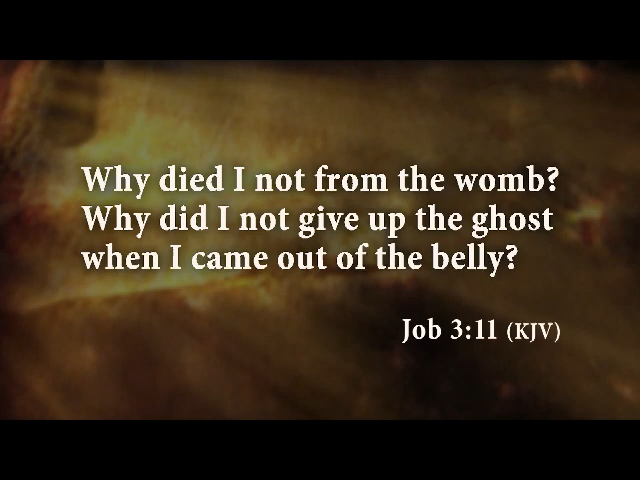 Why died I not from the womb?
Why did I not give up the ghost
when I came out of the belly?
Job 3:11 (KJV)